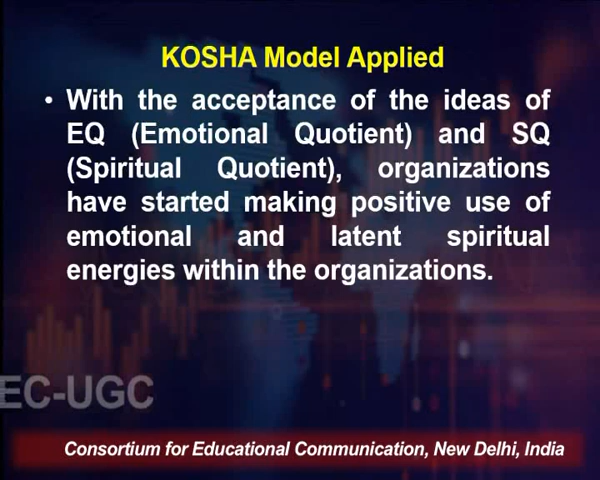 KOSHA Model Applied
• With the acceptance of the ideas of
EQ (Emotional Quotient) and SQ
(Spiritual Quotient), organizations
have started making positive use of
emotional and latent spiritual
energies within the organizations.
EC-UGC
Consortium for Educational Communication, New Delhi, India